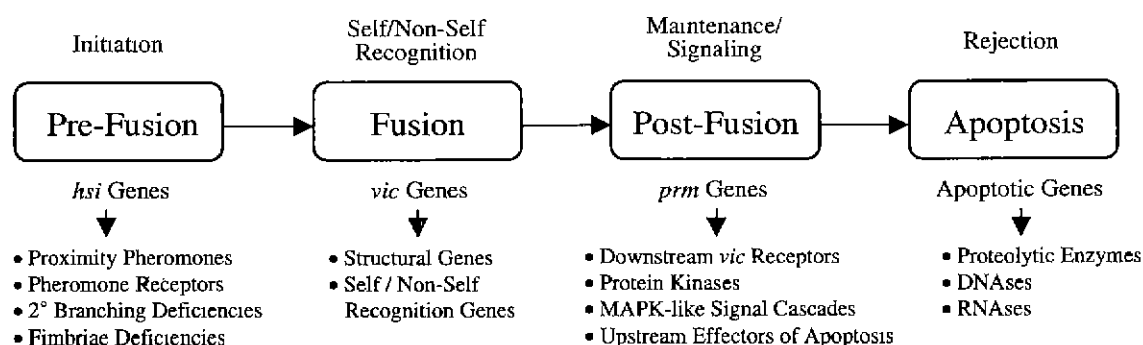 Initiation
Self/Non-Self
Recognition
Maintenance/
Signaling
Rejection
Pre-Fusion
Fusion
Post-Fusion
Apoptosis
hsi Genes
vic Genes
prm Genes
Apoptotic Genes
• Proximity Pheromones
• Pheromone Receptors
• 2° Branching Deficiencies
• Fimbriae Deficiencies
• Structural Genes
• Self / Non-Self
Recognition Genes
• Downstream vic Receptors
• Protein Kinases
• MAPK-like Signal Cascades
• Upstream Effectors of Apoptosis
• Proteolytic Enzymes
• DNAses
• RNAses